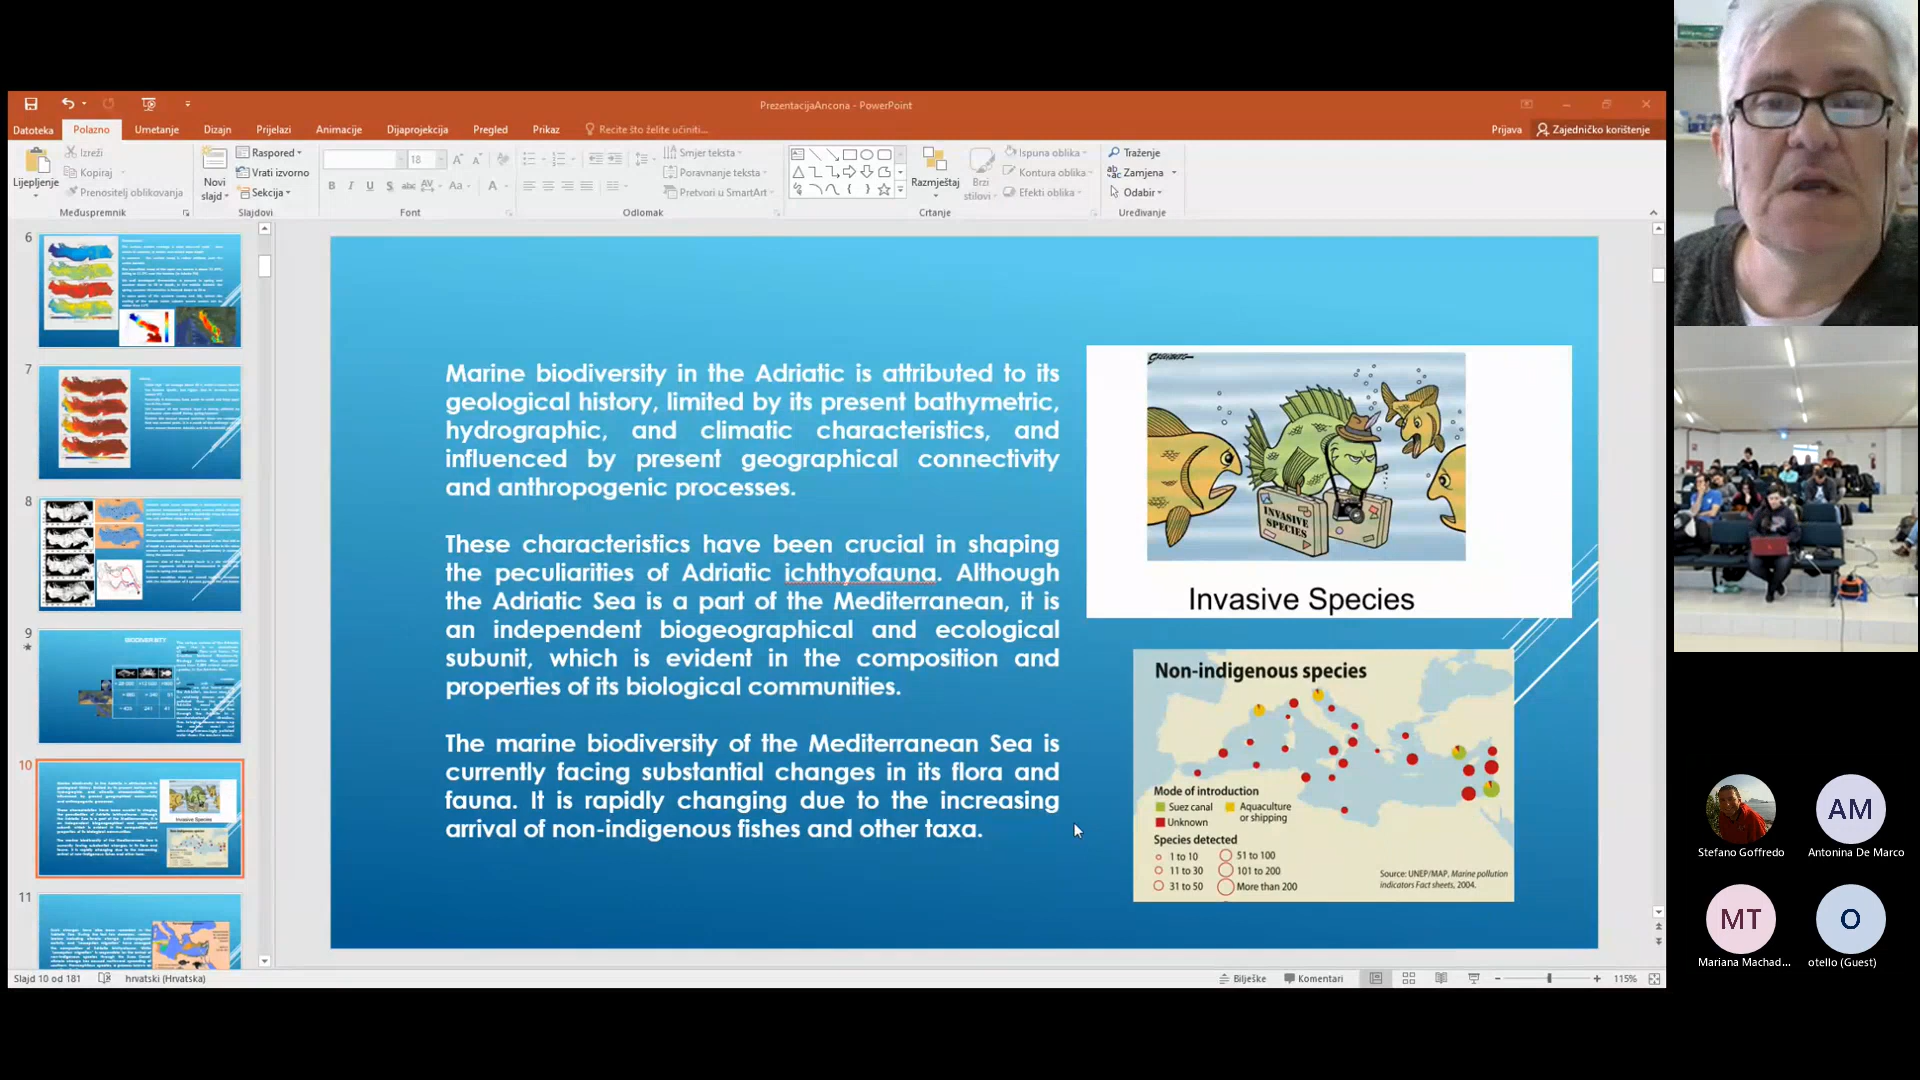 PrezentacijaAncona - PowerPoint
Datoteka Polazno Umetanje Dizajn Prijelazi Animacije Dijaprojekcija Pregled Prikaz Recite što želite učiniti... Prijava Zajedničko korištenje
Lijepljenje
Izreži
Kopiraj
Prenositelj oblikovanja
Međuspremnik
Novi slajd
Raspored
Vrati izvorno
Sekcija
Slajdovi
18
Font
Smjer teksta
Poravnanje teksta
Pretvori u SmartArt
Odlomak
Razmještaj
Brzi stilovi
Ispuna oblika
Kontura oblika
Efekti oblika
Crtanje
Traženje
Zamjena
Odabir
Uređivanje
6
7
8
9
BIODIVERSITY
10
11
Marine biodiversity in the Adriatic is attributed to its
geological history, limited by its present bathymetric,
hydrographic, and climatic characteristics, and
influenced by present geographical connectivity
and anthropogenic processes.
These characteristics have been crucial in shaping
the peculiarities of Adriatic ichthyofauna. Although
the Adriatic Sea is a part of the Mediterranean, it is
an independent biogeographical and ecological
subunit, which is evident in the composition and
properties of its biological communities.
The marine biodiversity of the Mediterranean Sea is
currently facing substantial changes in its flora and
fauna. It is rapidly changing due to the increasing
arrival of non-indigenous fishes and other taxa.
INVASIVE
SPECIES
Invasive Species
Non-indigenous species
Mode of introduction
Suez canal
Aquaculture
or shipping
Unknown
Species detected
1 to 10
51 to 100
11 to 30
101 to 200
31 to 50
More than 200
Source: UNEP/MAP, Marine pollution
indicators Fact sheets, 2004.
Slajd 10 od 181 hrvatski (Hrvatska)
Bilješke Komentari 115%
Stefano Goffredo
AM
Antonina De Marco
MT
Mariana Machad...
O
otello (Guest)